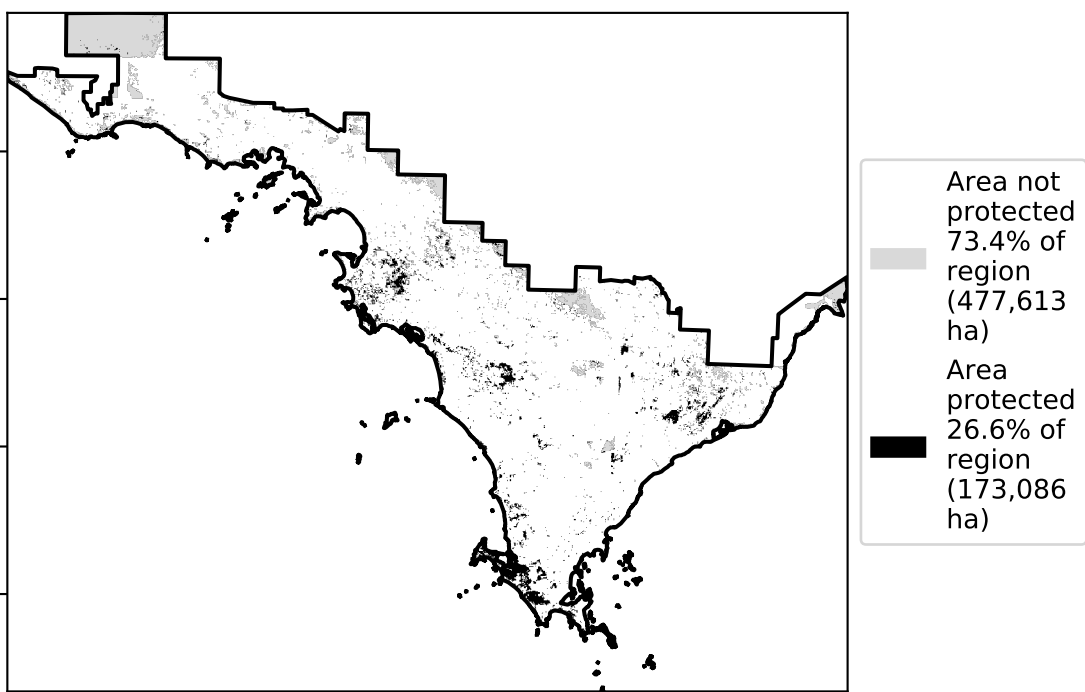 Area not
protected
73.4% of
region
(477,613
ha)
Area
protected
26.6% of
region
(173,086
ha)